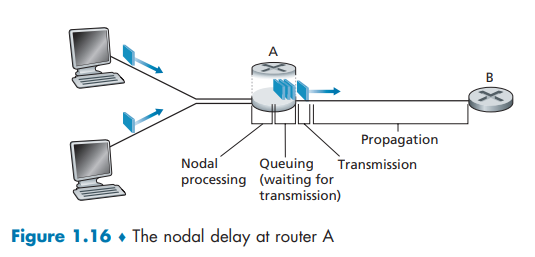 A
B
Propagation
Nodal
processing
Queuing
(waiting for
transmission)
Transmission
Figure 1.16 ♦ The nodal delay at router A